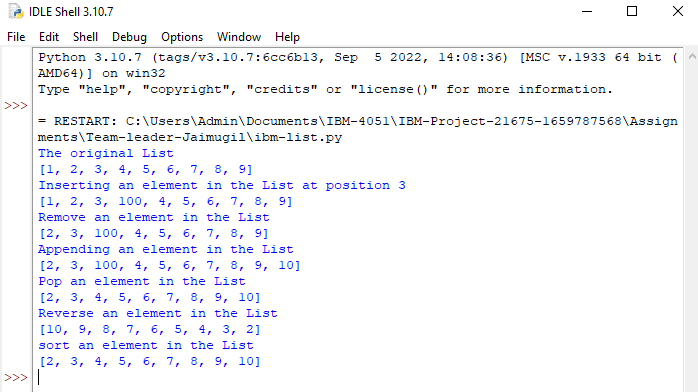 IDLE Shell 3.10.7
File Edit Shell Debug Options Window Help
Python 3.10.7 (tags/v3.10.7:6cc6b13, Sep  5 2022, 14:08:36) [MSC v.1933 64 bit (
AMD64)] on win32
Type "help", "copyright", "credits" or "license()" for more information.
>>>
= RESTART: C:\Users\Admin\Documents\IBM-4051\IBM-Project-21675-1659787568\Assign
ments\Team-leader-Jaimugil\ibm-list.py
The original List
[1, 2, 3, 4, 5, 6, 7, 8, 9]
Inserting an element in the List at position 3
[1, 2, 3, 100, 4, 5, 6, 7, 8, 9]
Remove an element in the List
[2, 3, 100, 4, 5, 6, 7, 8, 9]
Appending an element in the List
[2, 3, 100, 4, 5, 6, 7, 8, 9, 10]
Pop an element in the List
[2, 3, 4, 5, 6, 7, 8, 9, 10]
Reverse an element in the List
[10, 9, 8, 7, 6, 5, 4, 3, 2]
sort an element in the List
[2, 3, 4, 5, 6, 7, 8, 9, 10]
>>>